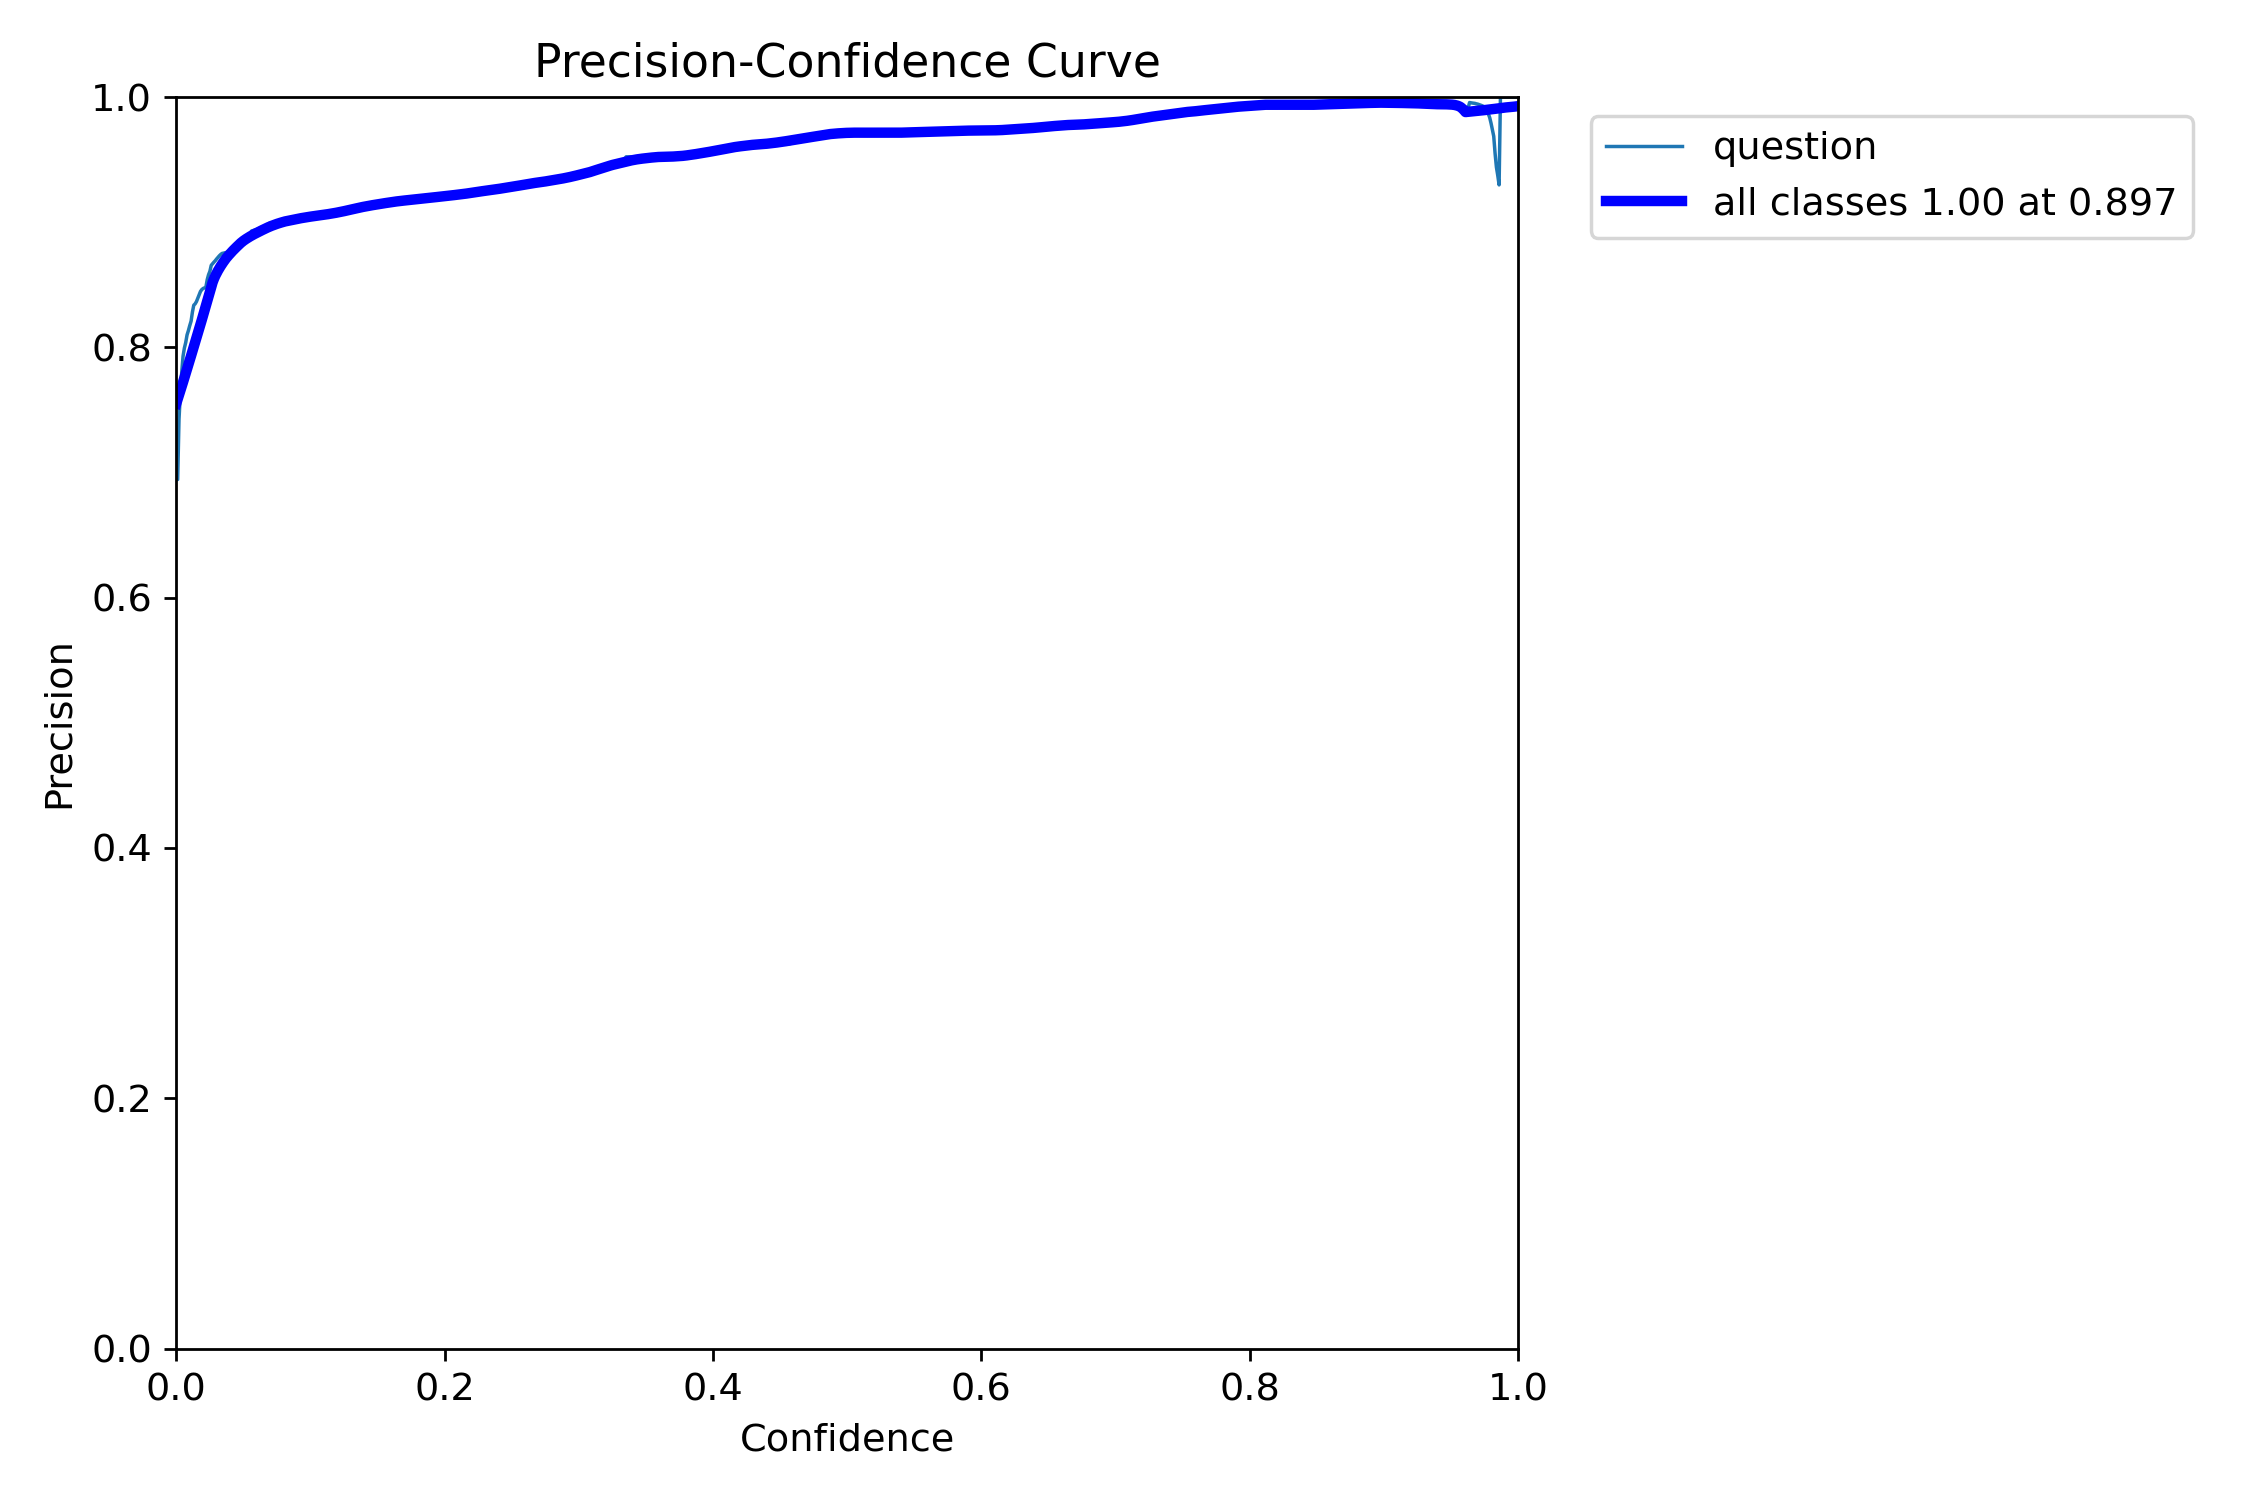 Precision-Confidence Curve
1.0
0.8
0.6
0.4
0.2
0.0
Precision
0.0 0.2 0.4 0.6 0.8 1.0
Confidence
question
all classes 1.00 at 0.897